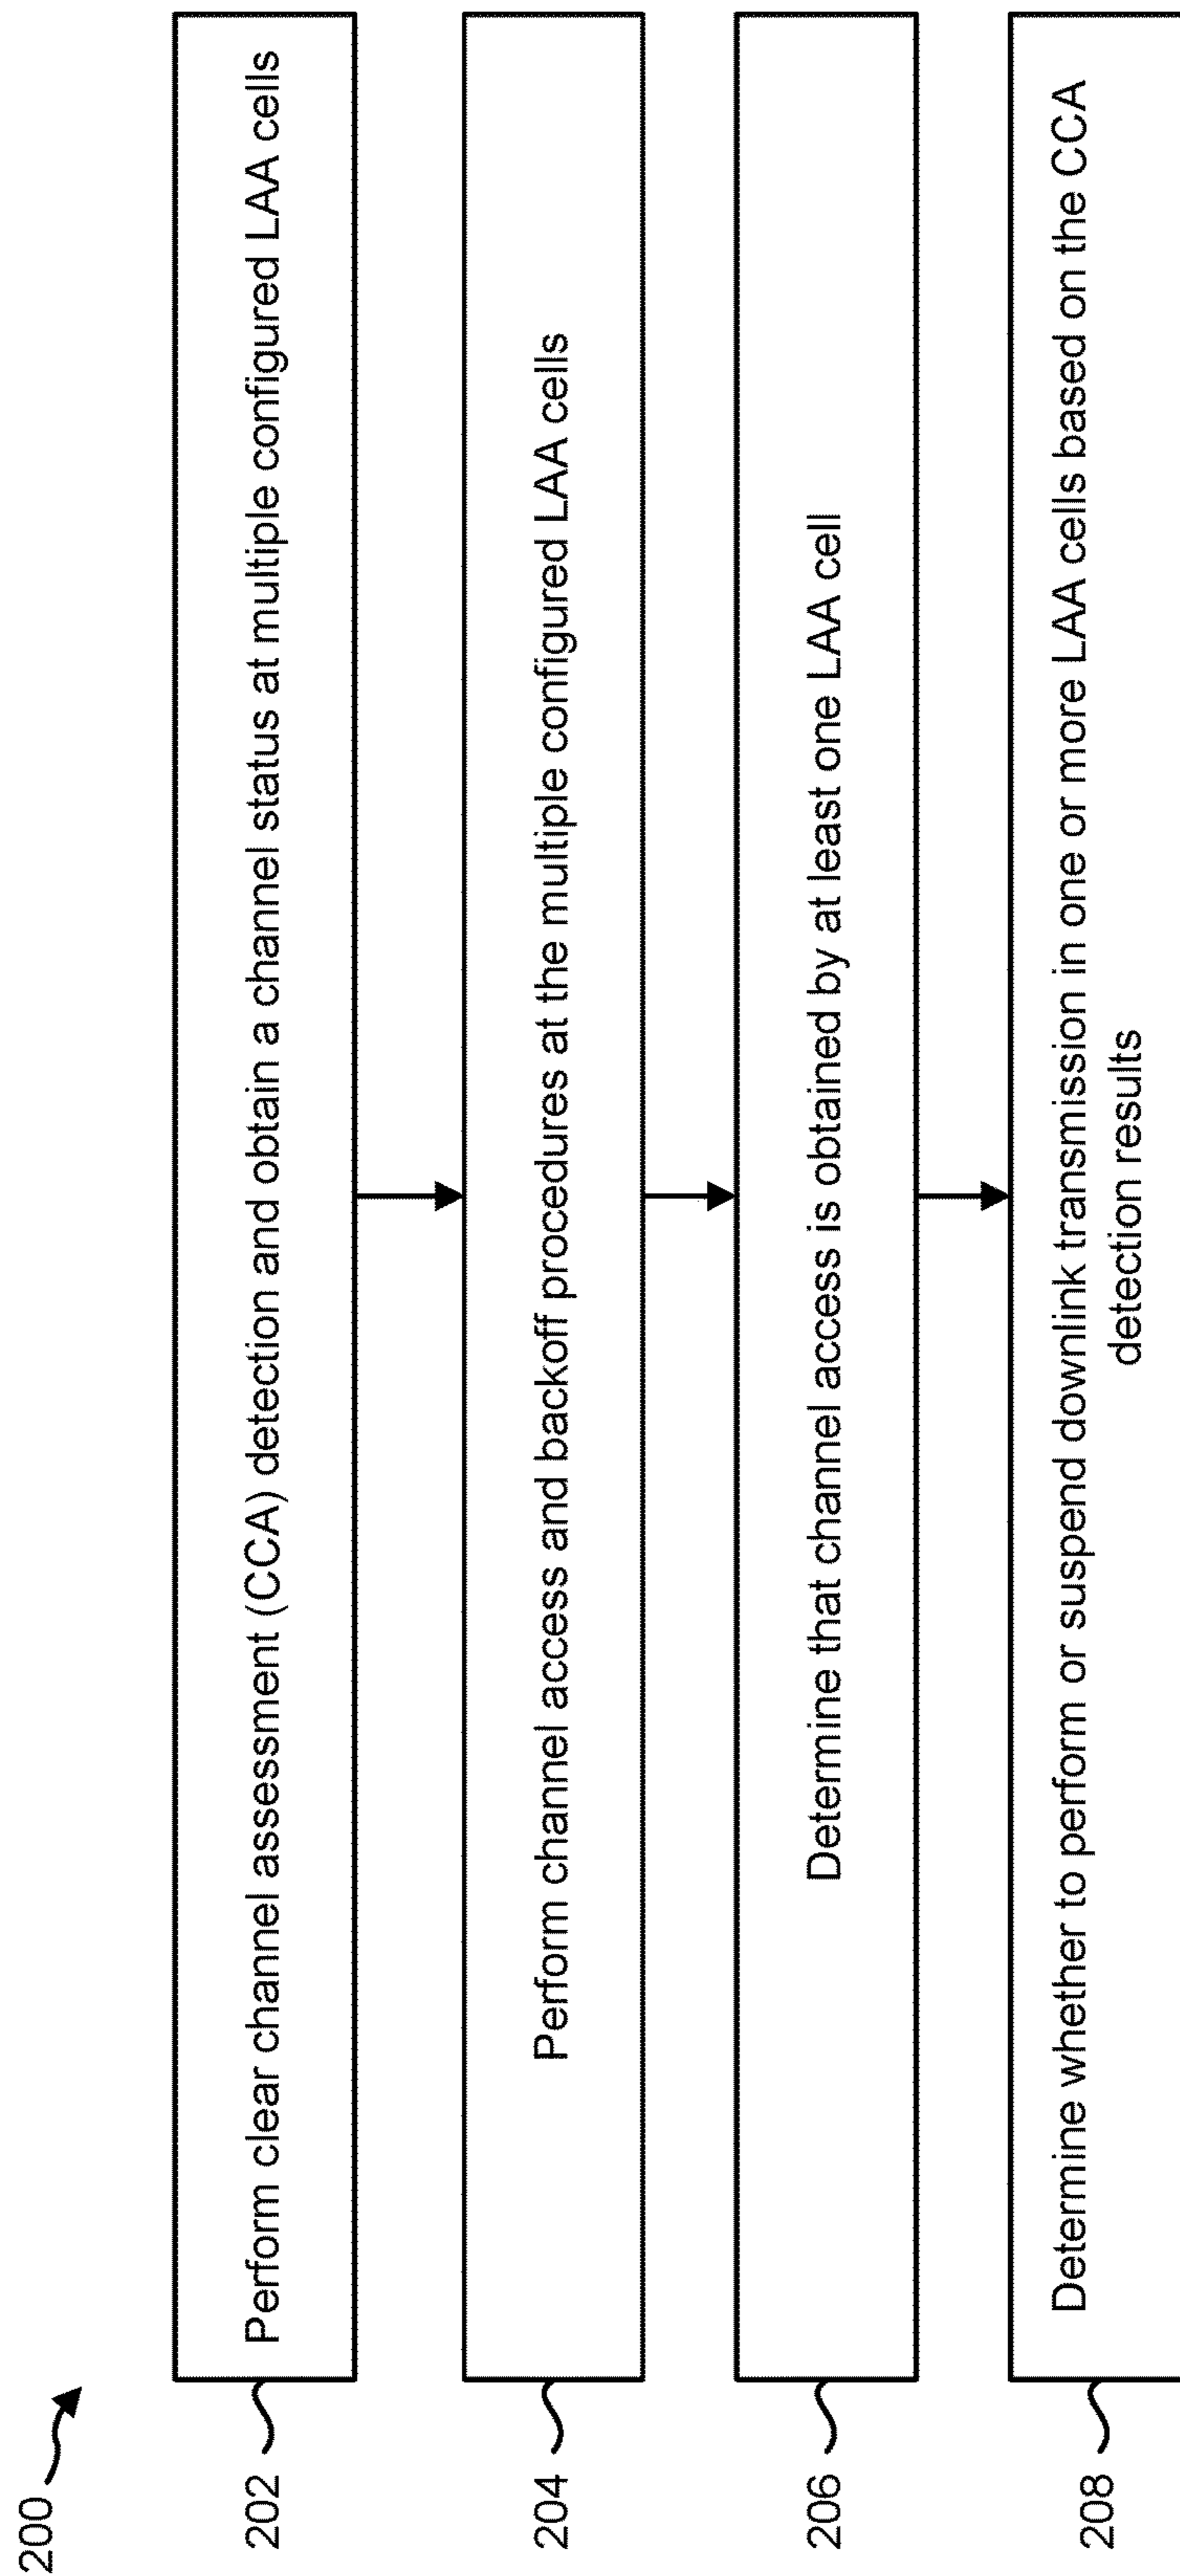 200
202
Perform clear channel assessment (CCA) detection and obtain a channel status at multiple configured LAA cells
204
Perform channel access and backoff procedures at the multiple configured LAA cells
206
Determine that channel access is obtained by at least one LAA cell
208
Determine whether to perform or suspend downlink transmission in one or more LAA cells based on the CCA
detection results